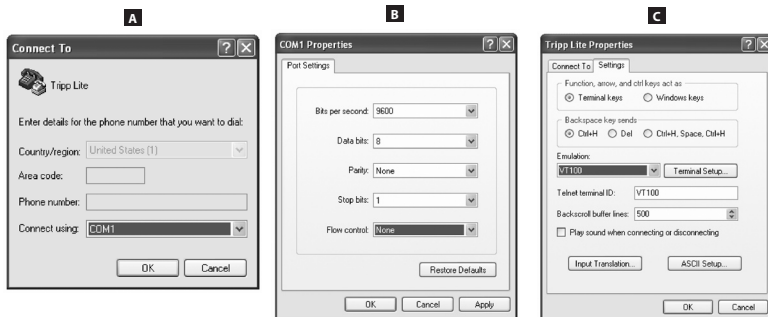 A
Connect To
Tripp Lite
Enter details for the phone number that you want to dial:
Country/region: United States (1)
Area code:
Phone number:
Connect using: COM1
OK Cancel
B
COM1 Properties
Port Settings
Bits per second: 9600
Data bits: 8
Parity: None
Stop bits: 1
Flow control: None
Restore Defaults
OK Cancel Apply
C
Tripp Lite Properties
Connect To Settings
Function, arrow, and ctrl keys act as
Terminal keys Windows keys
Backspace key sends
Ctrl+H Del Ctrl+H, Space, Ctrl+H
Emulation:
VT100 Terminal Setup...
Telnet terminal ID: VT100
Backscroll buffer lines: 500
Play sound when connecting or disconnecting
Input Translation... ASCII Setup...
OK Cancel